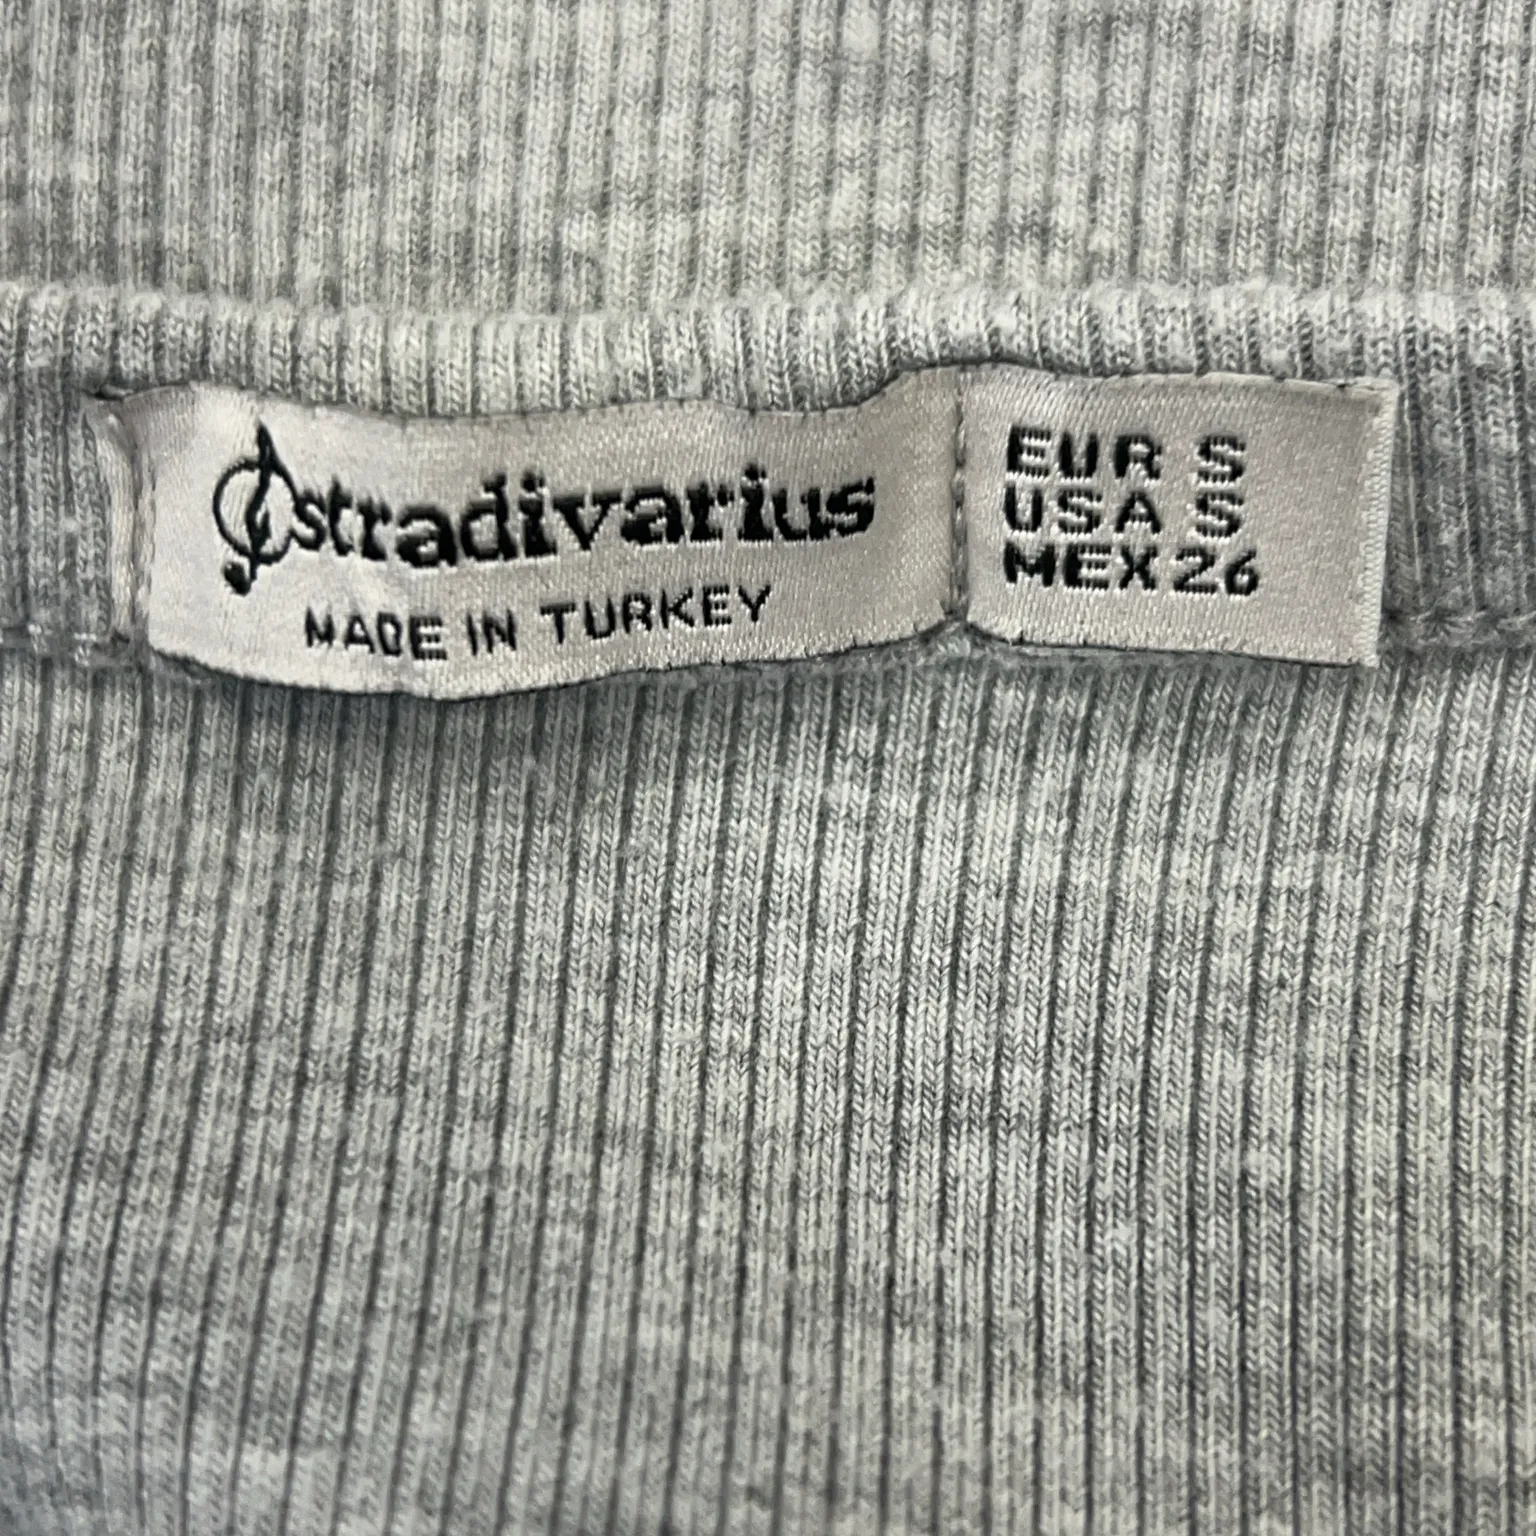 stradivarius
MADE IN TURKEY
EUR S
USA S
MEX 26